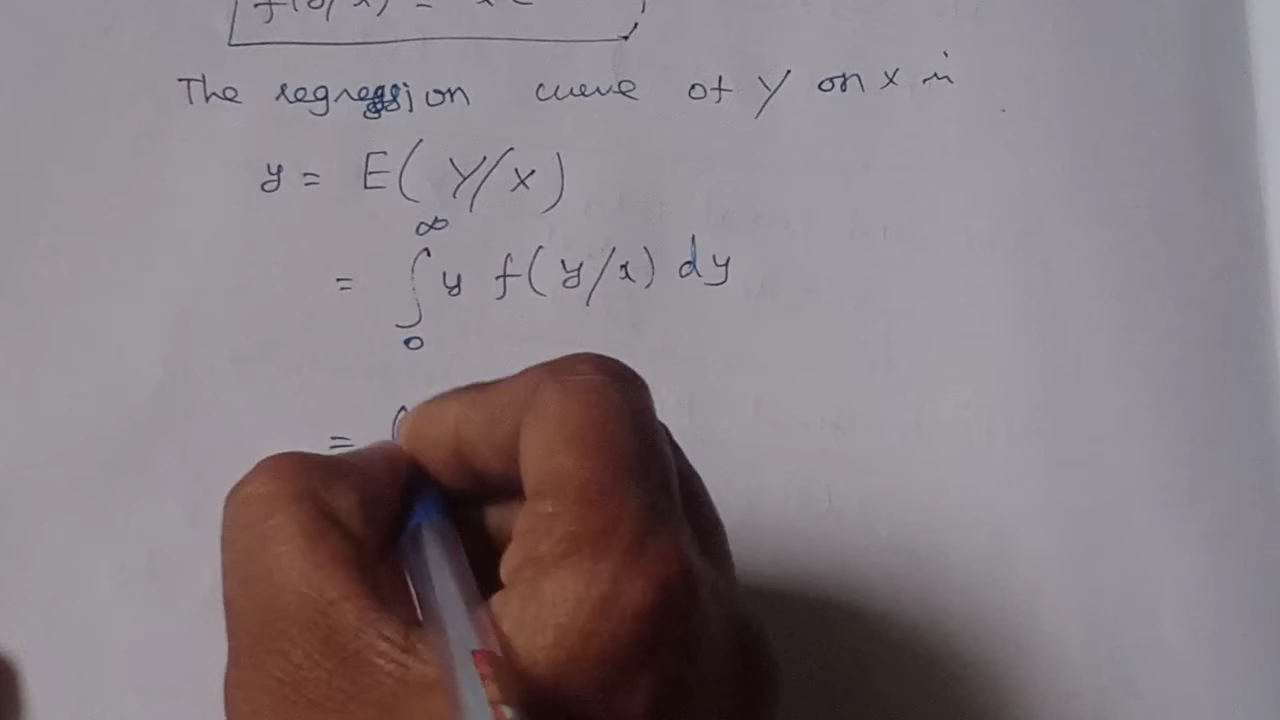 The regression curve of Y on X is
y = E( Y/X )
= ∫₀^∞ y f( y/x ) dy
=